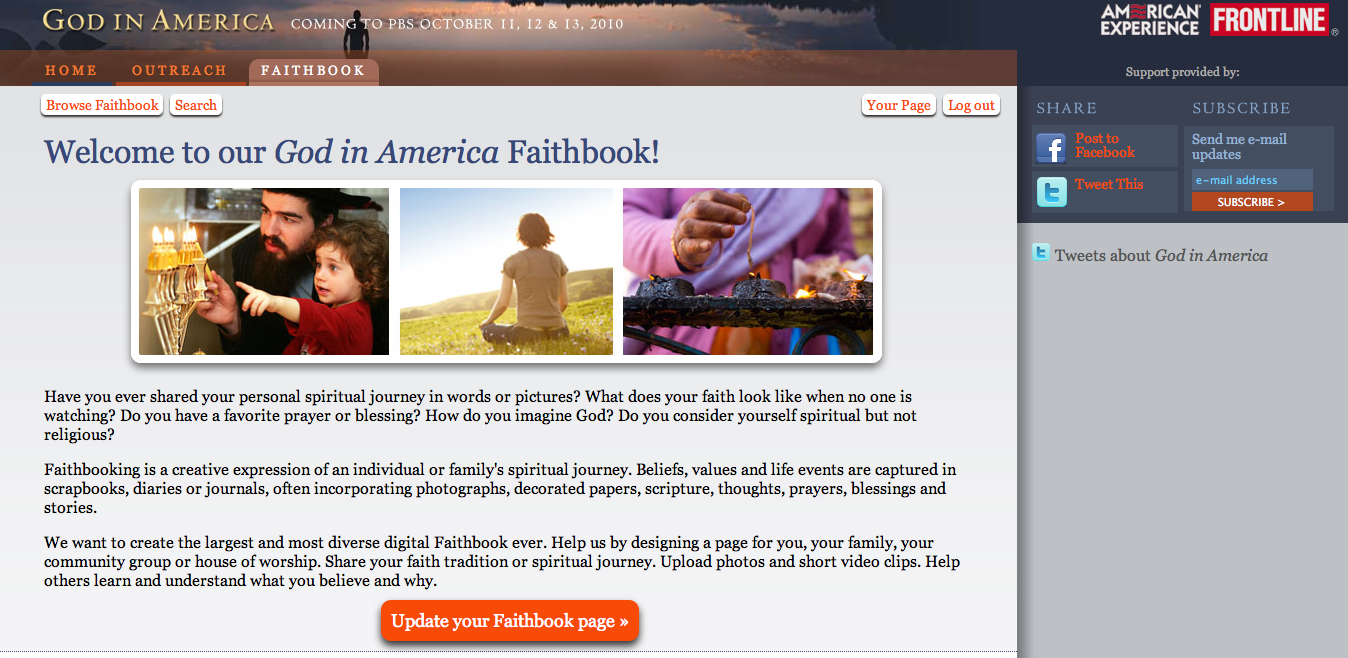 GOD IN AMERICA COMING TO PBS OCTOBER 11, 12 & 13, 2010
AMERICAN EXPERIENCE
FRONTLINE®
HOME OUTREACH FAITHBOOK
Support provided by:
Browse Faithbook Search Your Page Log out
Welcome to our God in America Faithbook!
Have you ever shared your personal spiritual journey in words or pictures? What does your faith look like when no one is
watching? Do you have a favorite prayer or blessing? How do you imagine God? Do you consider yourself spiritual but not
religious?
Faithbooking is a creative expression of an individual or family's spiritual journey. Beliefs, values and life events are captured in
scrapbooks, diaries or journals, often incorporating photographs, decorated papers, scripture, thoughts, prayers, blessings and
stories.
We want to create the largest and most diverse digital Faithbook ever. Help us by designing a page for you, your family, your
community group or house of worship. Share your faith tradition or spiritual journey. Upload photos and short video clips. Help
others learn and understand what you believe and why.
Update your Faithbook page »
SHARE
f Post to
Facebook
t Tweet This
SUBSCRIBE
Send me e-mail
updates
e-mail address
SUBSCRIBE >
t Tweets about God in America